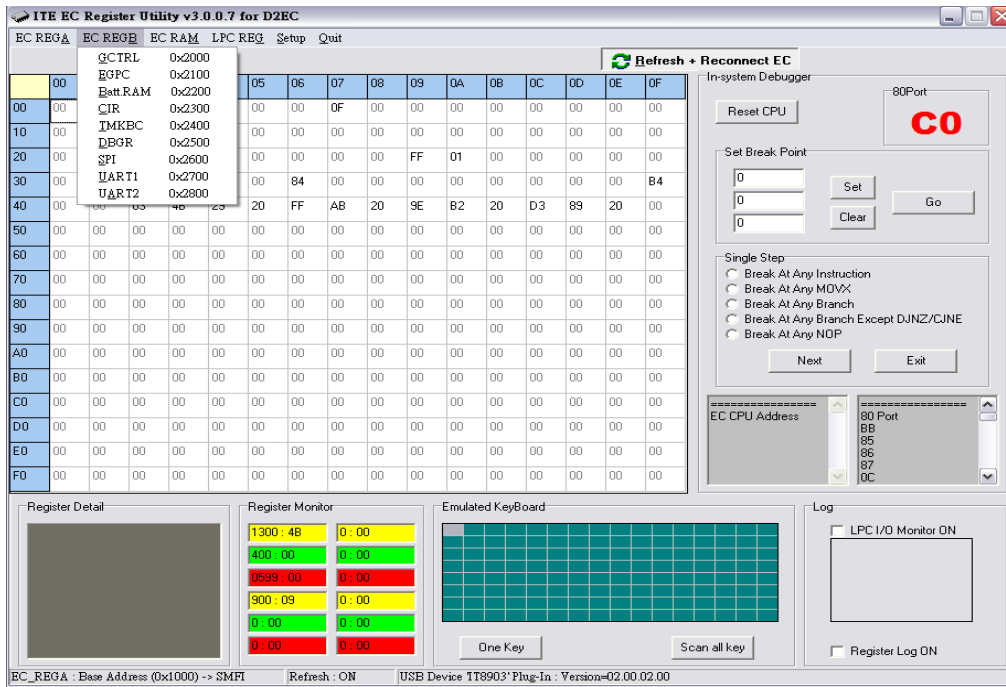 ITE EC Register Utility v3.0.0.7 for D2EC
EC REGA EC REGB EC RAM LPC REG Setup Quit
GCTRL 0x2000
EGPC 0x2100
Batt.RAM 0x2200
CIR 0x2300
TMKBC 0x2400
DBGR 0x2500
SPI 0x2600
UART1 0x2700
UART2 0x2800
Refresh + Reconnect EC
00 05 06 07 08 09 0A 0B 0C 0D 0E 0F
00 00 00 00 0F 00 00 00 00 00 00 00 00
10 00 00 00 00 00 00 00 00 00 00 00 00
20 00 00 00 00 00 FF 01 00 00 00 00 00
30 00 00 84 00 00 00 00 00 00 00 00 B4
40 00 00 03 4B 29 20 FF AB 20 9E B2 20 D3 89 20 00
50 00 00 00 00 00 00 00 00 00 00 00 00 00 00 00 00
60 00 00 00 00 00 00 00 00 00 00 00 00 00 00 00 00
70 00 00 00 00 00 00 00 00 00 00 00 00 00 00 00 00
80 00 00 00 00 00 00 00 00 00 00 00 00 00 00 00 00
90 00 00 00 00 00 00 00 00 00 00 00 00 00 00 00 00
A0 00 00 00 00 00 00 00 00 00 00 00 00 00 00 00 00
B0 00 00 00 00 00 00 00 00 00 00 00 00 00 00 00 00
C0 00 00 00 00 00 00 00 00 00 00 00 00 00 00 00 00
D0 00 00 00 00 00 00 00 00 00 00 00 00 00 00 00 00
E0 00 00 00 00 00 00 00 00 00 00 00 00 00 00 00 00
F0 00 00 00 00 00 00 00 00 00 00 00 00 00 00 00 00
In-system Debugger
Reset CPU
80Port
C0
Set Break Point
0
0
0
Set
Clear
Go
Single Step
Break At Any Instruction
Break At Any MOVX
Break At Any Branch
Break At Any Branch Except DJNZ/CJNE
Break At Any NOP
Next Exit
================
EC CPU Address
================
80 Port
BB
85
86
87
0C
Register Detail
Register Monitor
1300 : 4B 0 : 00
400 : 00 0 : 00
0599 : 00 0 : 00
900 : 09 0 : 00
0 : 00 0 : 00
0 : 00 0 : 00
Emulated KeyBoard
One Key Scan all key
Log
LPC I/O Monitor ON
Register Log ON
EC_REGA : Base Address (0x1000) -> SMFI Refresh : ON USB Device 'IT8903' Plug-In : Version=02.00.02.00